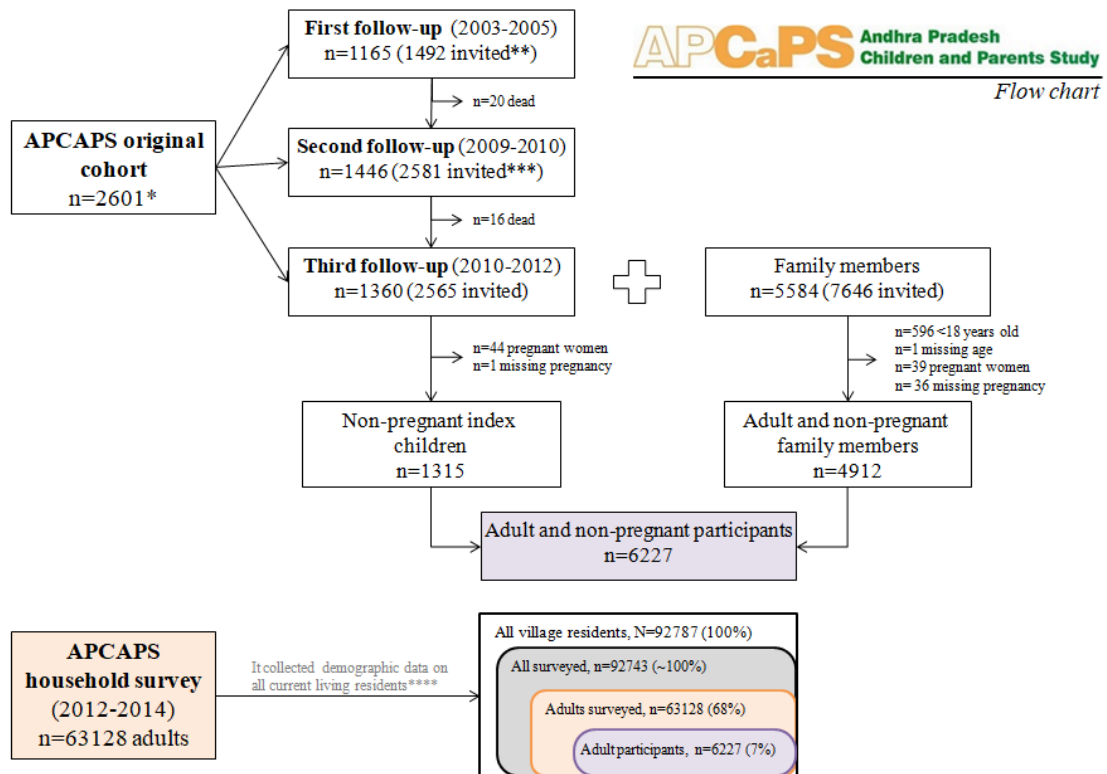 First follow-up (2003-2005)
n=1165 (1492 invited**)
APCaPS
Andhra Pradesh
Children and Parents Study
Flow chart
n=20 dead
APCAPS original
cohort
n=2601*
Second follow-up (2009-2010)
n=1446 (2581 invited***)
n=16 dead
Third follow-up (2010-2012)
n=1360 (2565 invited)
Family members
n=5584 (7646 invited)
n=44 pregnant women
n=1 missing pregnancy
n=596 <18 years old
n=1 missing age
n=39 pregnant women
n= 36 missing pregnancy
Non-pregnant index
children
n=1315
Adult and non-pregnant
family members
n=4912
Adult and non-pregnant participants
n=6227
APCAPS
household survey
(2012-2014)
n=63128 adults
It collected demographic data on
all current living residents****
All village residents, N=92787 (100%)
All surveyed, n=92743 (~100%)
Adults surveyed, n=63128 (68%)
Adult participants, n=6227 (7%)